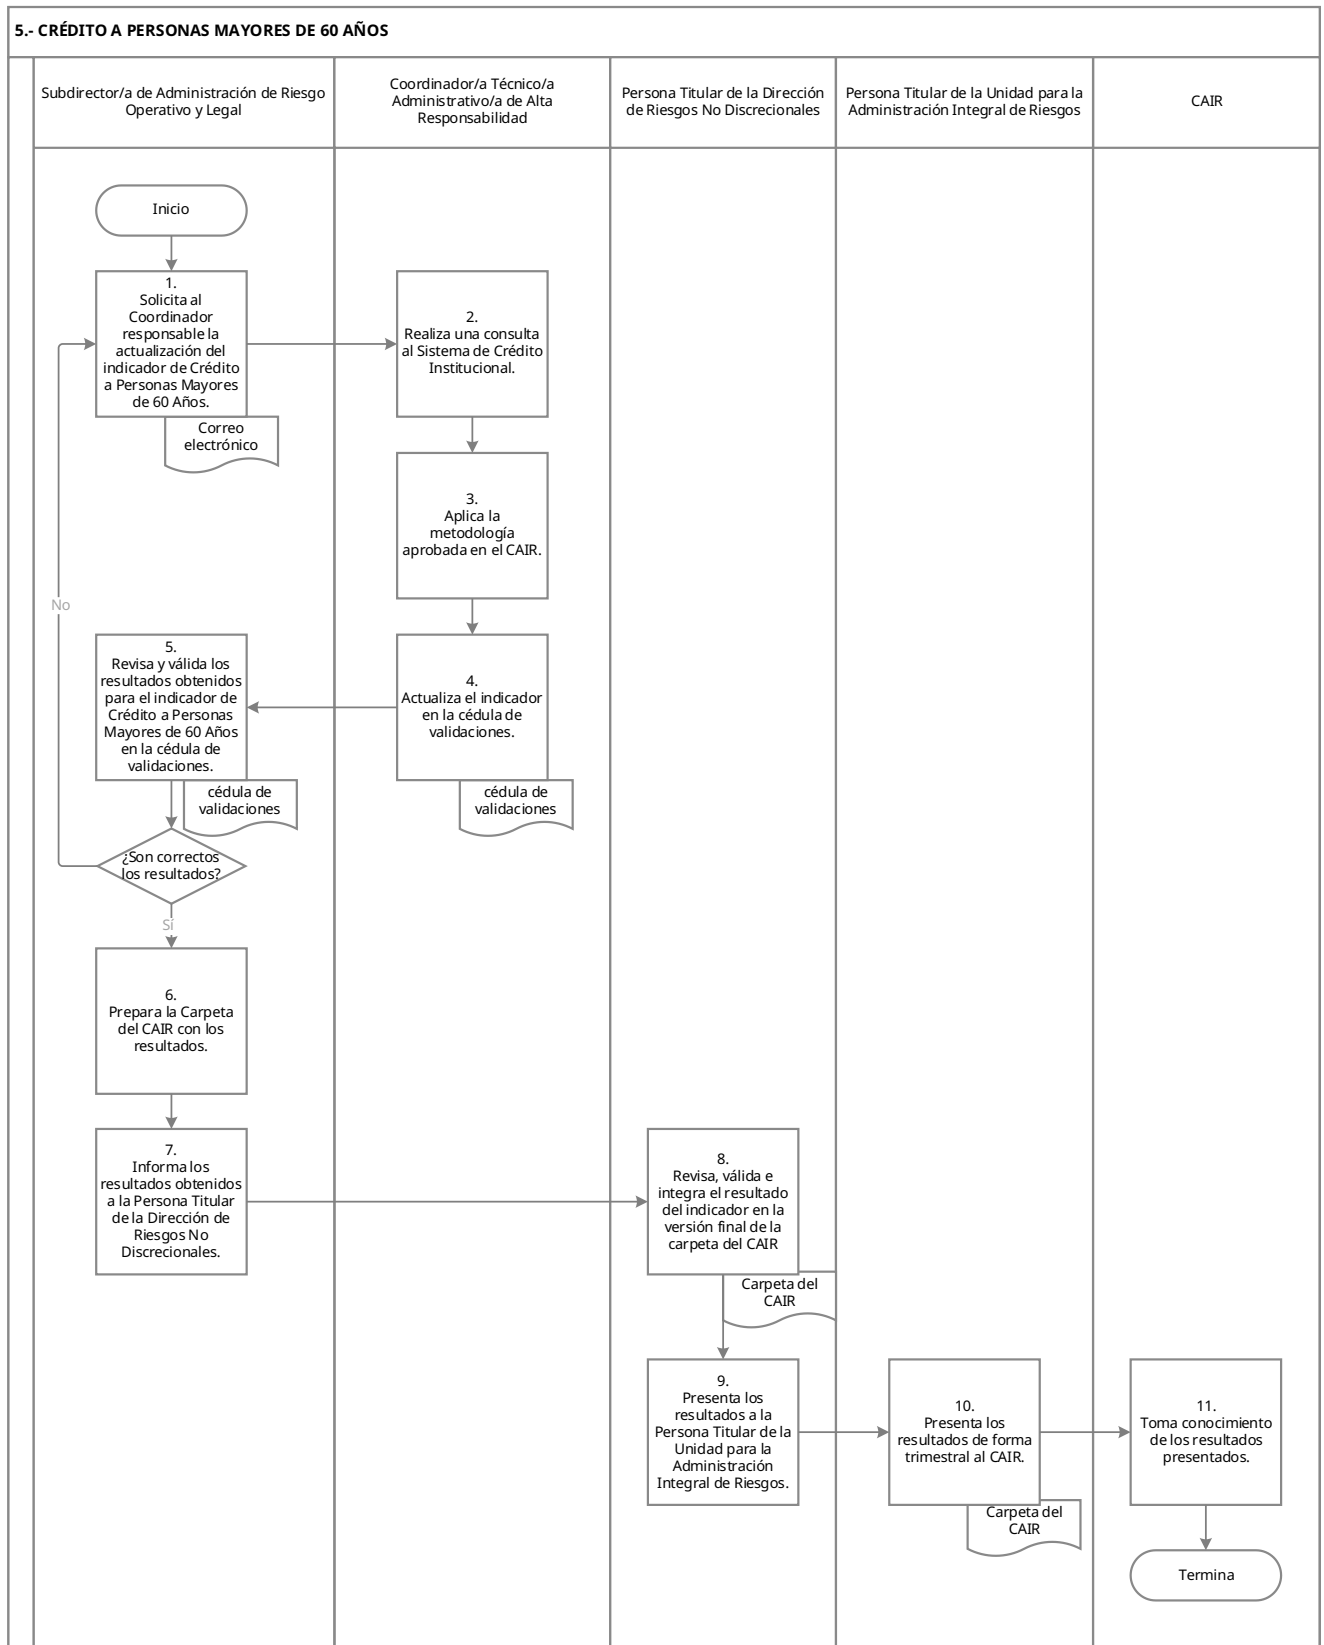 5.- CRÉDITO A PERSONAS MAYORES DE 60 AÑOS
Subdirector/a de Administración de Riesgo
Operativo y Legal
Coordinador/a Técnico/a
Administrativo/a de Alta
Responsabilidad
Persona Titular de la Dirección
de Riesgos No Discrecionales
Persona Titular de la Unidad para la
Administración Integral de Riesgos
CAIR
Inicio
1.
Solicita al
Coordinador
responsable la
actualización del
indicador de Crédito
a Personas Mayores
de 60 Años.
Correo
electrónico
2.
Realiza una consulta
al Sistema de Crédito
Institucional.
3.
Aplica la
metodología
aprobada en el CAIR.
No
4.
Actualiza el indicador
en la cédula de
validaciones.
cédula de
validaciones
5.
Revisa y válida los
resultados obtenidos
para el indicador de
Crédito a Personas
Mayores de 60 Años
en la cédula de
validaciones.
cédula de
validaciones
¿Son correctos
los resultados?
Sí
6.
Prepara la Carpeta
del CAIR con los
resultados.
7.
Informa los
resultados obtenidos
a la Persona Titular
de la Dirección de
Riesgos No
Discrecionales.
8.
Revisa, válida e
integra el resultado
del indicador en la
versión final de la
carpeta del CAIR
Carpeta del
CAIR
9.
Presenta los
resultados a la
Persona Titular de la
Unidad para la
Administración
Integral de Riesgos.
10.
Presenta los
resultados de forma
trimestral al CAIR.
Carpeta del
CAIR
11.
Toma conocimiento
de los resultados
presentados.
Termina